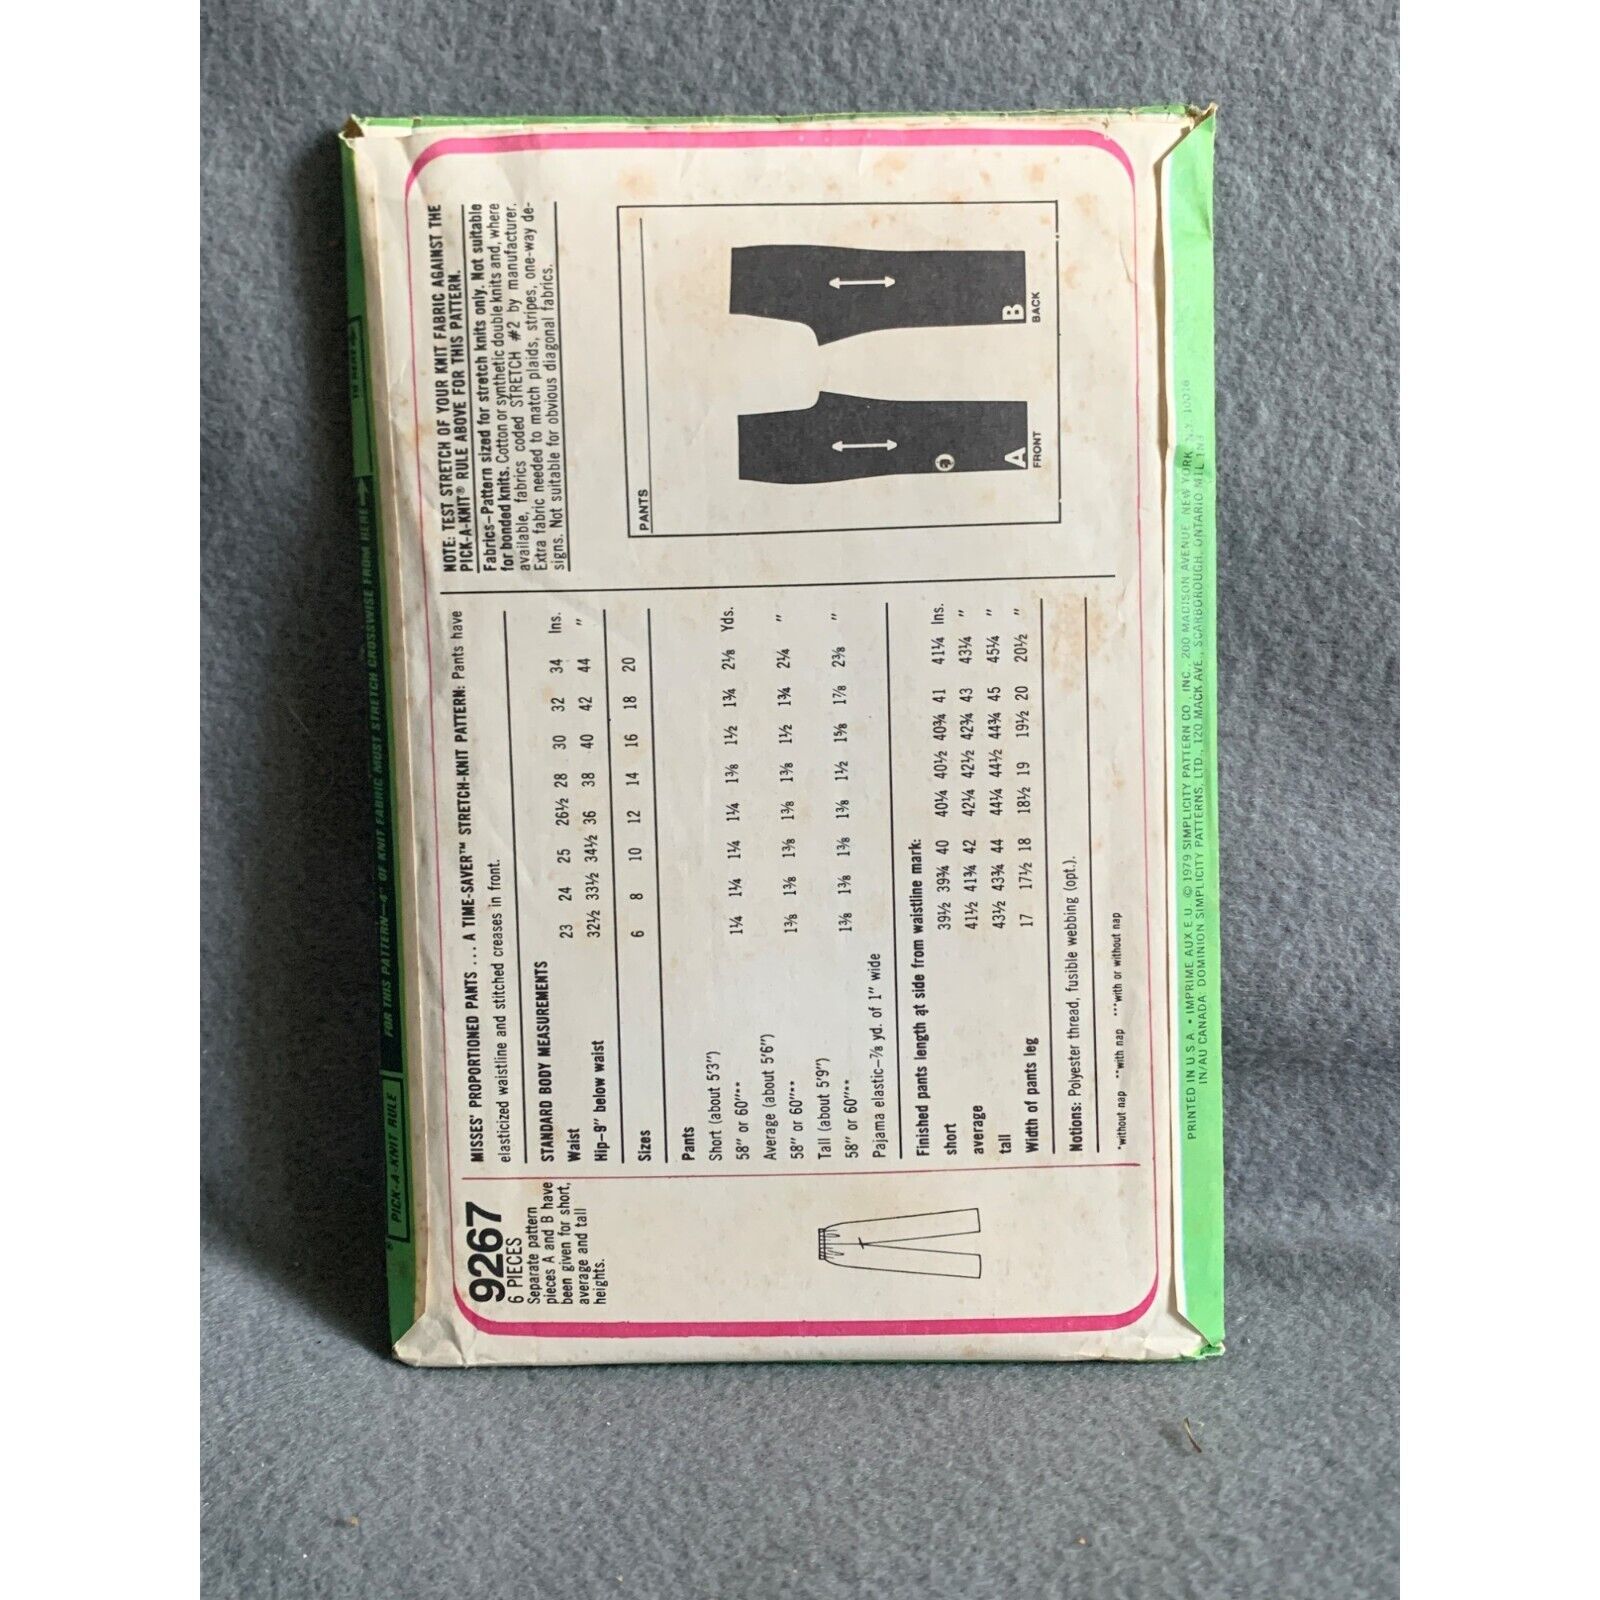 PICK-A-KNIT RULE
®
FOR THIS PATTERN—4" OF KNIT FABRIC MUST STRETCH CROSSWISE FROM HERE
TO HERE
9267
6 PIECES
Separate pattern
pieces A and B have
been given for short,
average and tall
heights.
MISSES' PROPORTIONED PANTS ... A TIME-SAVER™ STRETCH-KNIT PATTERN: Pants have
elasticized waistline and stitched creases in front.
STANDARD BODY MEASUREMENTS
Waist 23 24 25 26½ 28 30 32 34 Ins.
Hip–9" below waist 32½ 33½ 34½ 36 38 40 42 44 "
Sizes 6 8 10 12 14 16 18 20
Pants
Short (about 5'3")
58" or 60"** 1¼ 1¼ 1¼ 1¼ 1⅜ 1½ 1¾ 2⅛ Yds.
Average (about 5'6")
58" or 60"** 1⅜ 1⅜ 1⅜ 1⅜ 1⅜ 1½ 1¾ 2¼ "
Tall (about 5'9")
58" or 60"** 1⅜ 1⅜ 1⅜ 1⅜ 1½ 1⅝ 1⅞ 2⅜ "
Pajama elastic–⅞ yd. of 1" wide
Finished pants length at side from waistline mark:
short 39½ 39¾ 40 40¼ 40½ 40¾ 41 41¼ Ins.
average 41½ 41¾ 42 42¼ 42½ 42¾ 43 43¼ "
tall 43½ 43¾ 44 44¼ 44½ 44¾ 45 45¼ "
Width of pants leg 17 17½ 18 18½ 19 19½ 20 20½ "
Notions: Polyester thread, fusible webbing (opt.).
*without nap **with nap ***with or without nap
NOTE: TEST STRETCH OF YOUR KNIT FABRIC AGAINST THE
PICK-A-KNIT® RULE ABOVE FOR THIS PATTERN.
Fabrics–Pattern sized for stretch knits only. Not suitable
for bonded knits. Cotton or synthetic double knits and, where
available, fabrics coded STRETCH #2 by manufacturer.
Extra fabric needed to match plaids, stripes, one-way de-
signs. Not suitable for obvious diagonal fabrics.
PANTS
A
FRONT
B
BACK
PRINTED IN U.S.A. • IMPRIME AUX E.U. © 1979 SIMPLICITY PATTERN CO., INC., 200 MADISON AVENUE, NEW YORK, N.Y. 10016
IN/AU CANADA: DOMINION SIMPLICITY PATTERNS, LTD., 120 MACK AVE., SCARBOROUGH, ONTARIO M1L